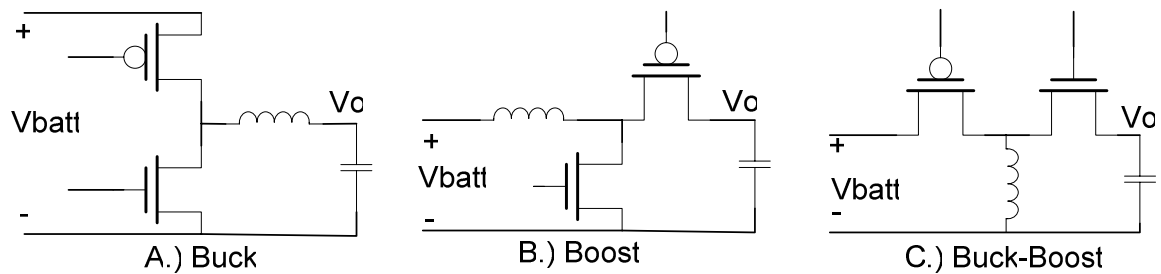 +
Vbatt
-
Vo
A.) Buck
+
Vbatt
-
Vo
B.) Boost
+
Vbatt
-
Vo
C.) Buck-Boost